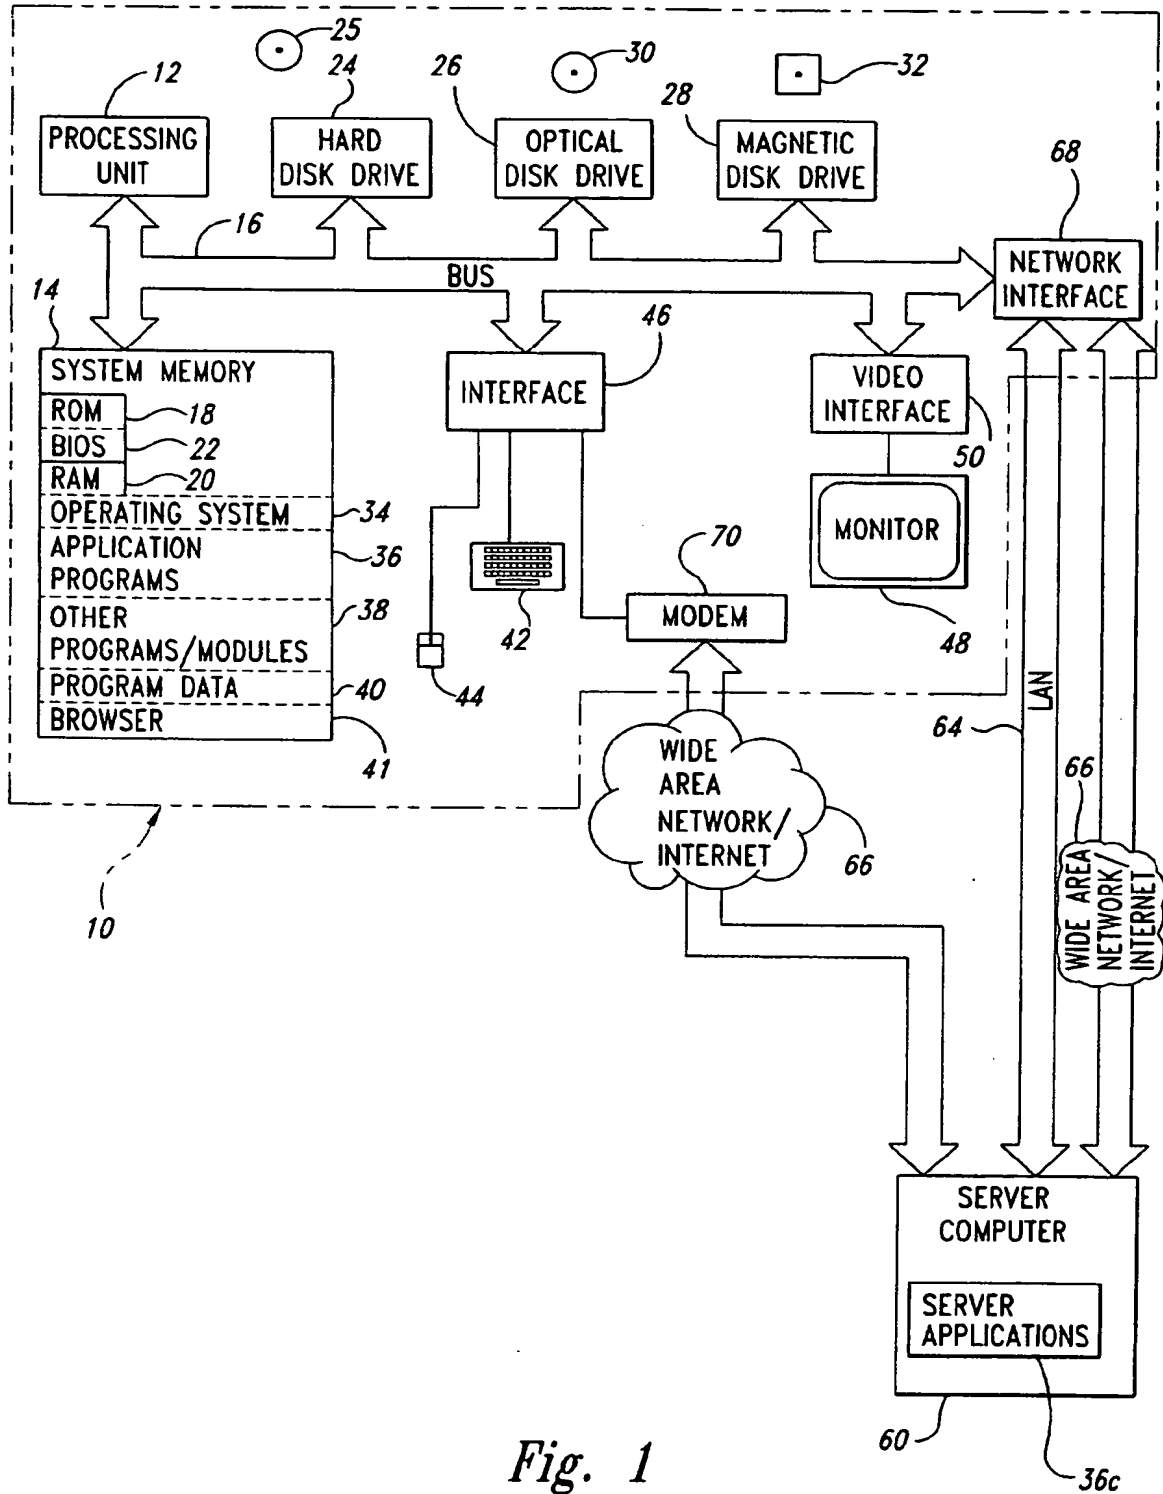 25
30
32
12
24
26
28
PROCESSING
UNIT
HARD
DISK DRIVE
OPTICAL
DISK DRIVE
MAGNETIC
DISK DRIVE
68
16
BUS
NETWORK
INTERFACE
14
46
SYSTEM MEMORY
ROM
18
BIOS
22
RAM
20
OPERATING SYSTEM
34
APPLICATION
PROGRAMS
36
OTHER
PROGRAMS/MODULES
38
PROGRAM DATA
40
BROWSER
41
INTERFACE
VIDEO
INTERFACE
50
MONITOR
48
42
44
70
MODEM
WIDE
AREA
NETWORK/
INTERNET
66
64
LAN
66
WIDE AREA
NETWORK/
INTERNET
10
SERVER
COMPUTER
SERVER
APPLICATIONS
60
36c
Fig. 1